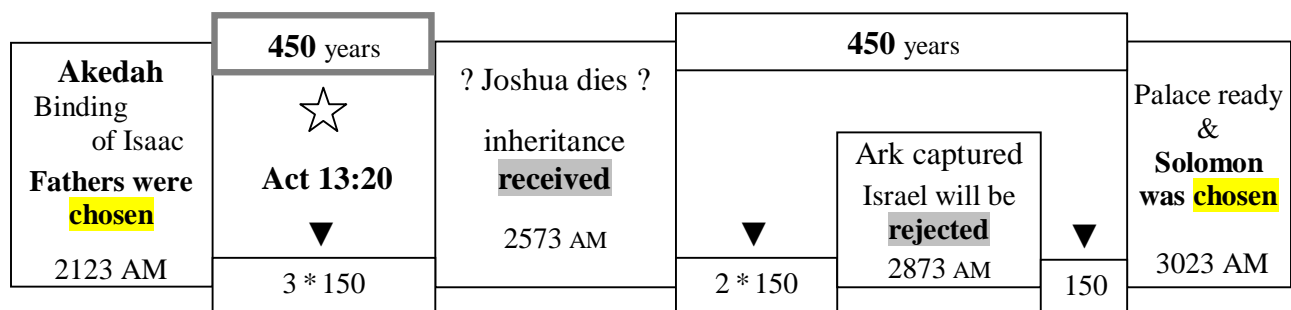 Akedah
Binding
of Isaac
Fathers were
chosen
2123 AM
450 years
Act 13:20
3 * 150
? Joshua dies ?
inheritance
received
2573 AM
450 years
2 * 150
Ark captured
Israel will be
rejected
2873 AM
150
Palace ready
&
Solomon
was chosen
3023 AM